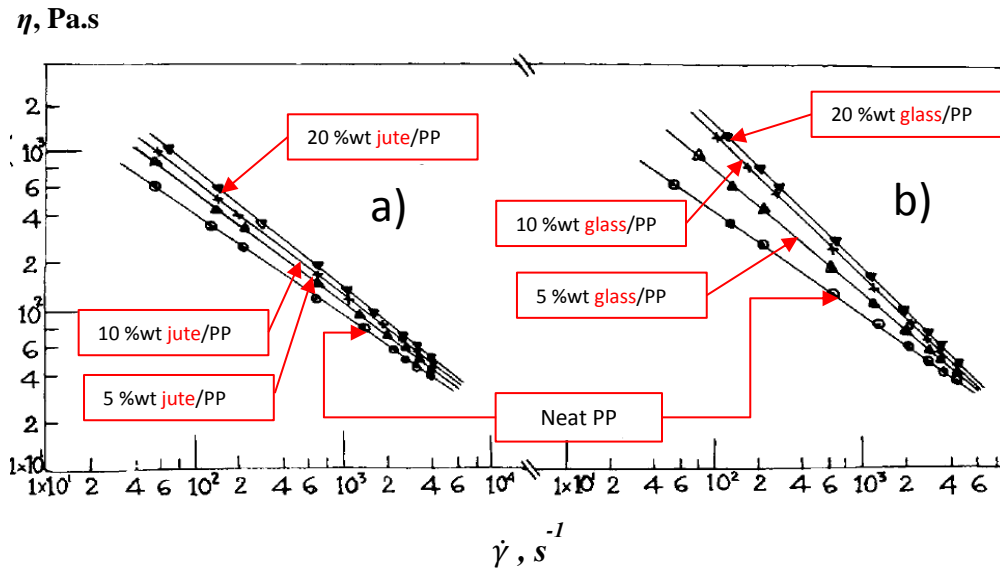 η, Pa.s
2
10³
6
4
2
10²
6
4
2
1×10¹
20 %wt jute/PP
a)
10 %wt jute/PP
5 %wt jute/PP
20 %wt glass/PP
b)
10 %wt glass/PP
5 %wt glass/PP
Neat PP
1×10¹ 2 4 6 10² 2 4 6 10³ 2 4 6 10⁴ 1×10¹ 2 4 6 10² 2 4 6 10³ 2 4 6
γ̇ , s⁻¹